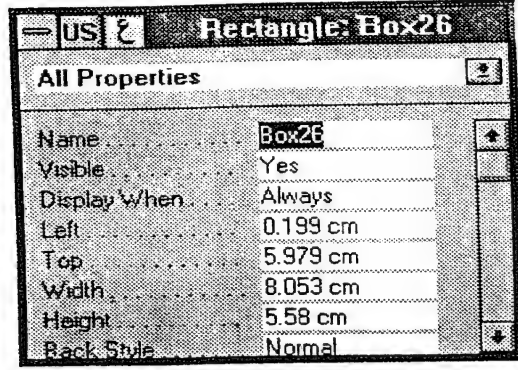 US ع Rectangle: Box26
All Properties
Name Box26
Visible Yes
Display When Always
Left 0.199 cm
Top 5.979 cm
Width 8.053 cm
Height 5.58 cm
Back Style Normal